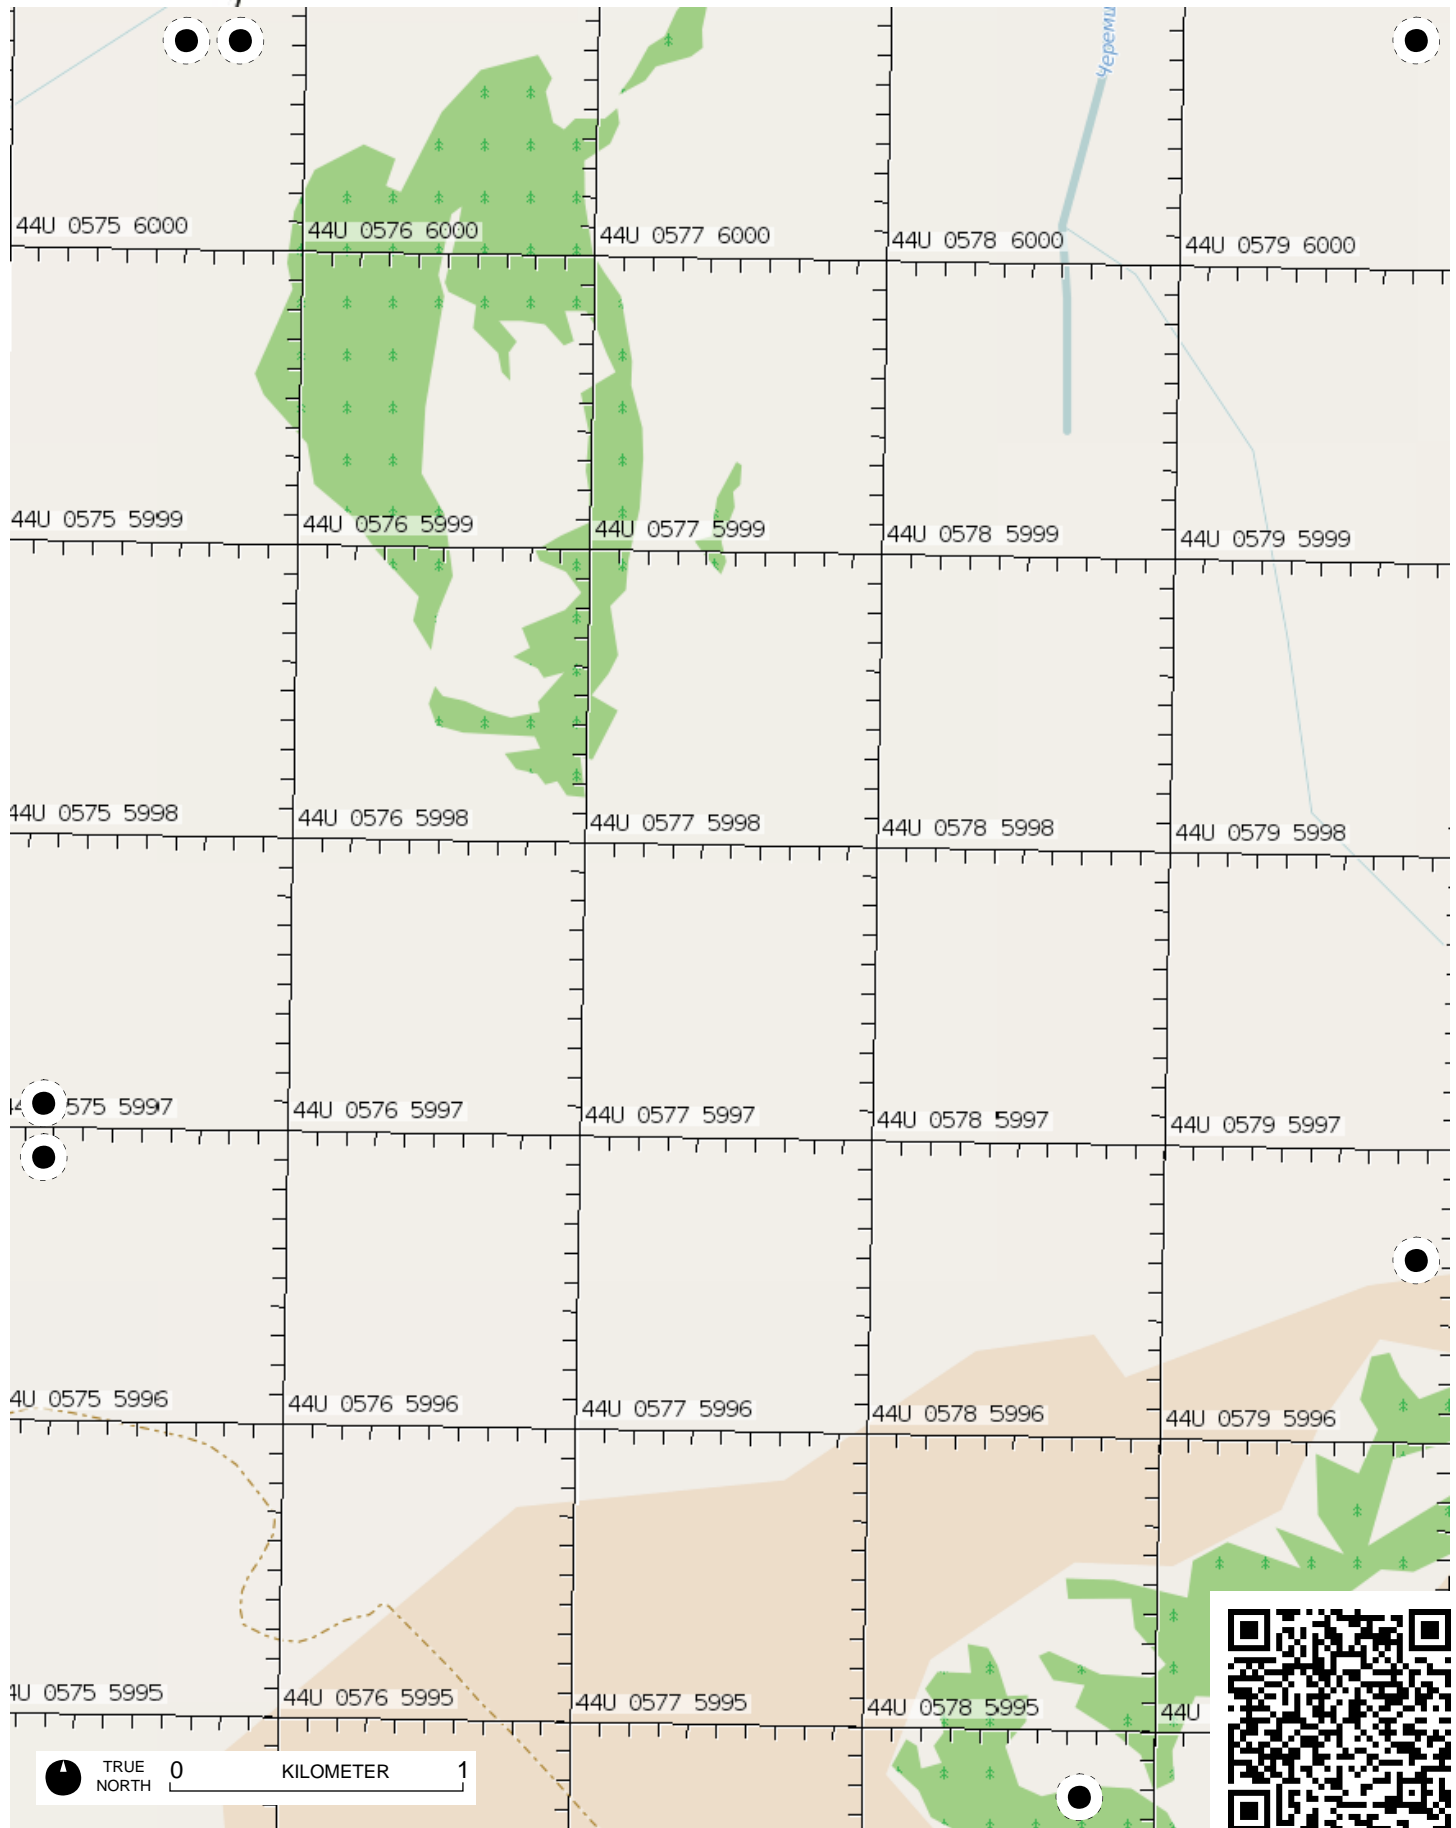 Черемш
44U 0575 6000
44U 0576 6000
44U 0577 6000
44U 0578 6000
44U 0579 6000
44U 0575 5999
44U 0576 5999
44U 0577 5999
44U 0578 5999
44U 0579 5999
44U 0575 5998
44U 0576 5998
44U 0577 5998
44U 0578 5998
44U 0579 5998
575 5997
44U 0576 5997
44U 0577 5997
44U 0578 5997
44U 0579 5997
4U 0575 5996
44U 0576 5996
44U 0577 5996
44U 0578 5996
44U 0579 5996
4U 0575 5995
44U 0576 5995
44U 0577 5995
44U 0578 5995
44U
TRUE NORTH
0 KILOMETER 1